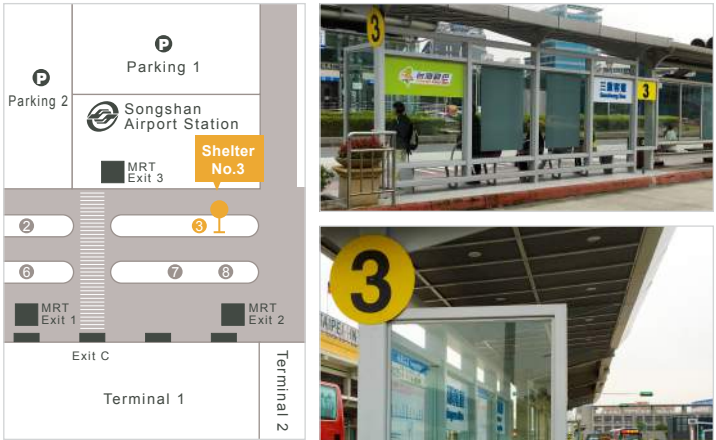 P
Parking 1
P
Parking 2
Songshan
Airport Station
Shelter
No.3
MRT
Exit 3
2
3
6
7
8
MRT
Exit 1
MRT
Exit 2
Exit C
Terminal 1
Terminal 2
3
3
3